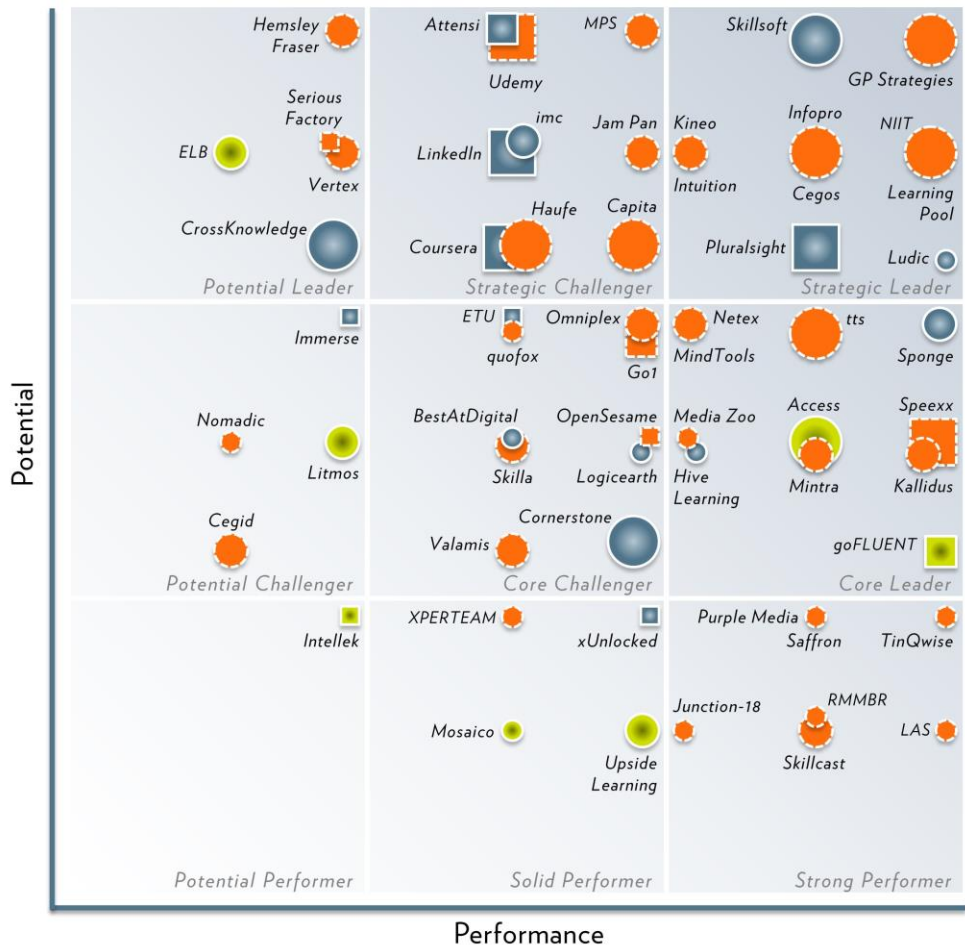 Hemsley
Fraser
Attensi
Udemy
MPS
Skillsoft
GP Strategies
Serious
Factory
ELB
Vertex
imc
LinkedIn
Jam Pan
Kineo
Intuition
Infopro
Cegos
NIIT
Learning
Pool
CrossKnowledge
Haufe
Coursera
Capita
Pluralsight
Ludic
Potential Leader
Strategic Challenger
Strategic Leader
Immerse
ETU
quofox
Omniplex
Go1
Netex
MindTools
tts
Sponge
Nomadic
Litmos
BestAtDigital
Skilla
OpenSesame
Logicearth
Media Zoo
Hive
Learning
Access
Mintra
Speexx
Kallidus
Cegid
Valamis
Cornerstone
goFLUENT
Potential Challenger
Core Challenger
Core Leader
Intellek
XPERTEAM
xUnlocked
Purple Media
Saffron
TinQwise
Mosaico
Upside
Learning
Junction-18
RMMBR
Skillcast
LAS
Potential Performer
Solid Performer
Strong Performer
Potential
Performance